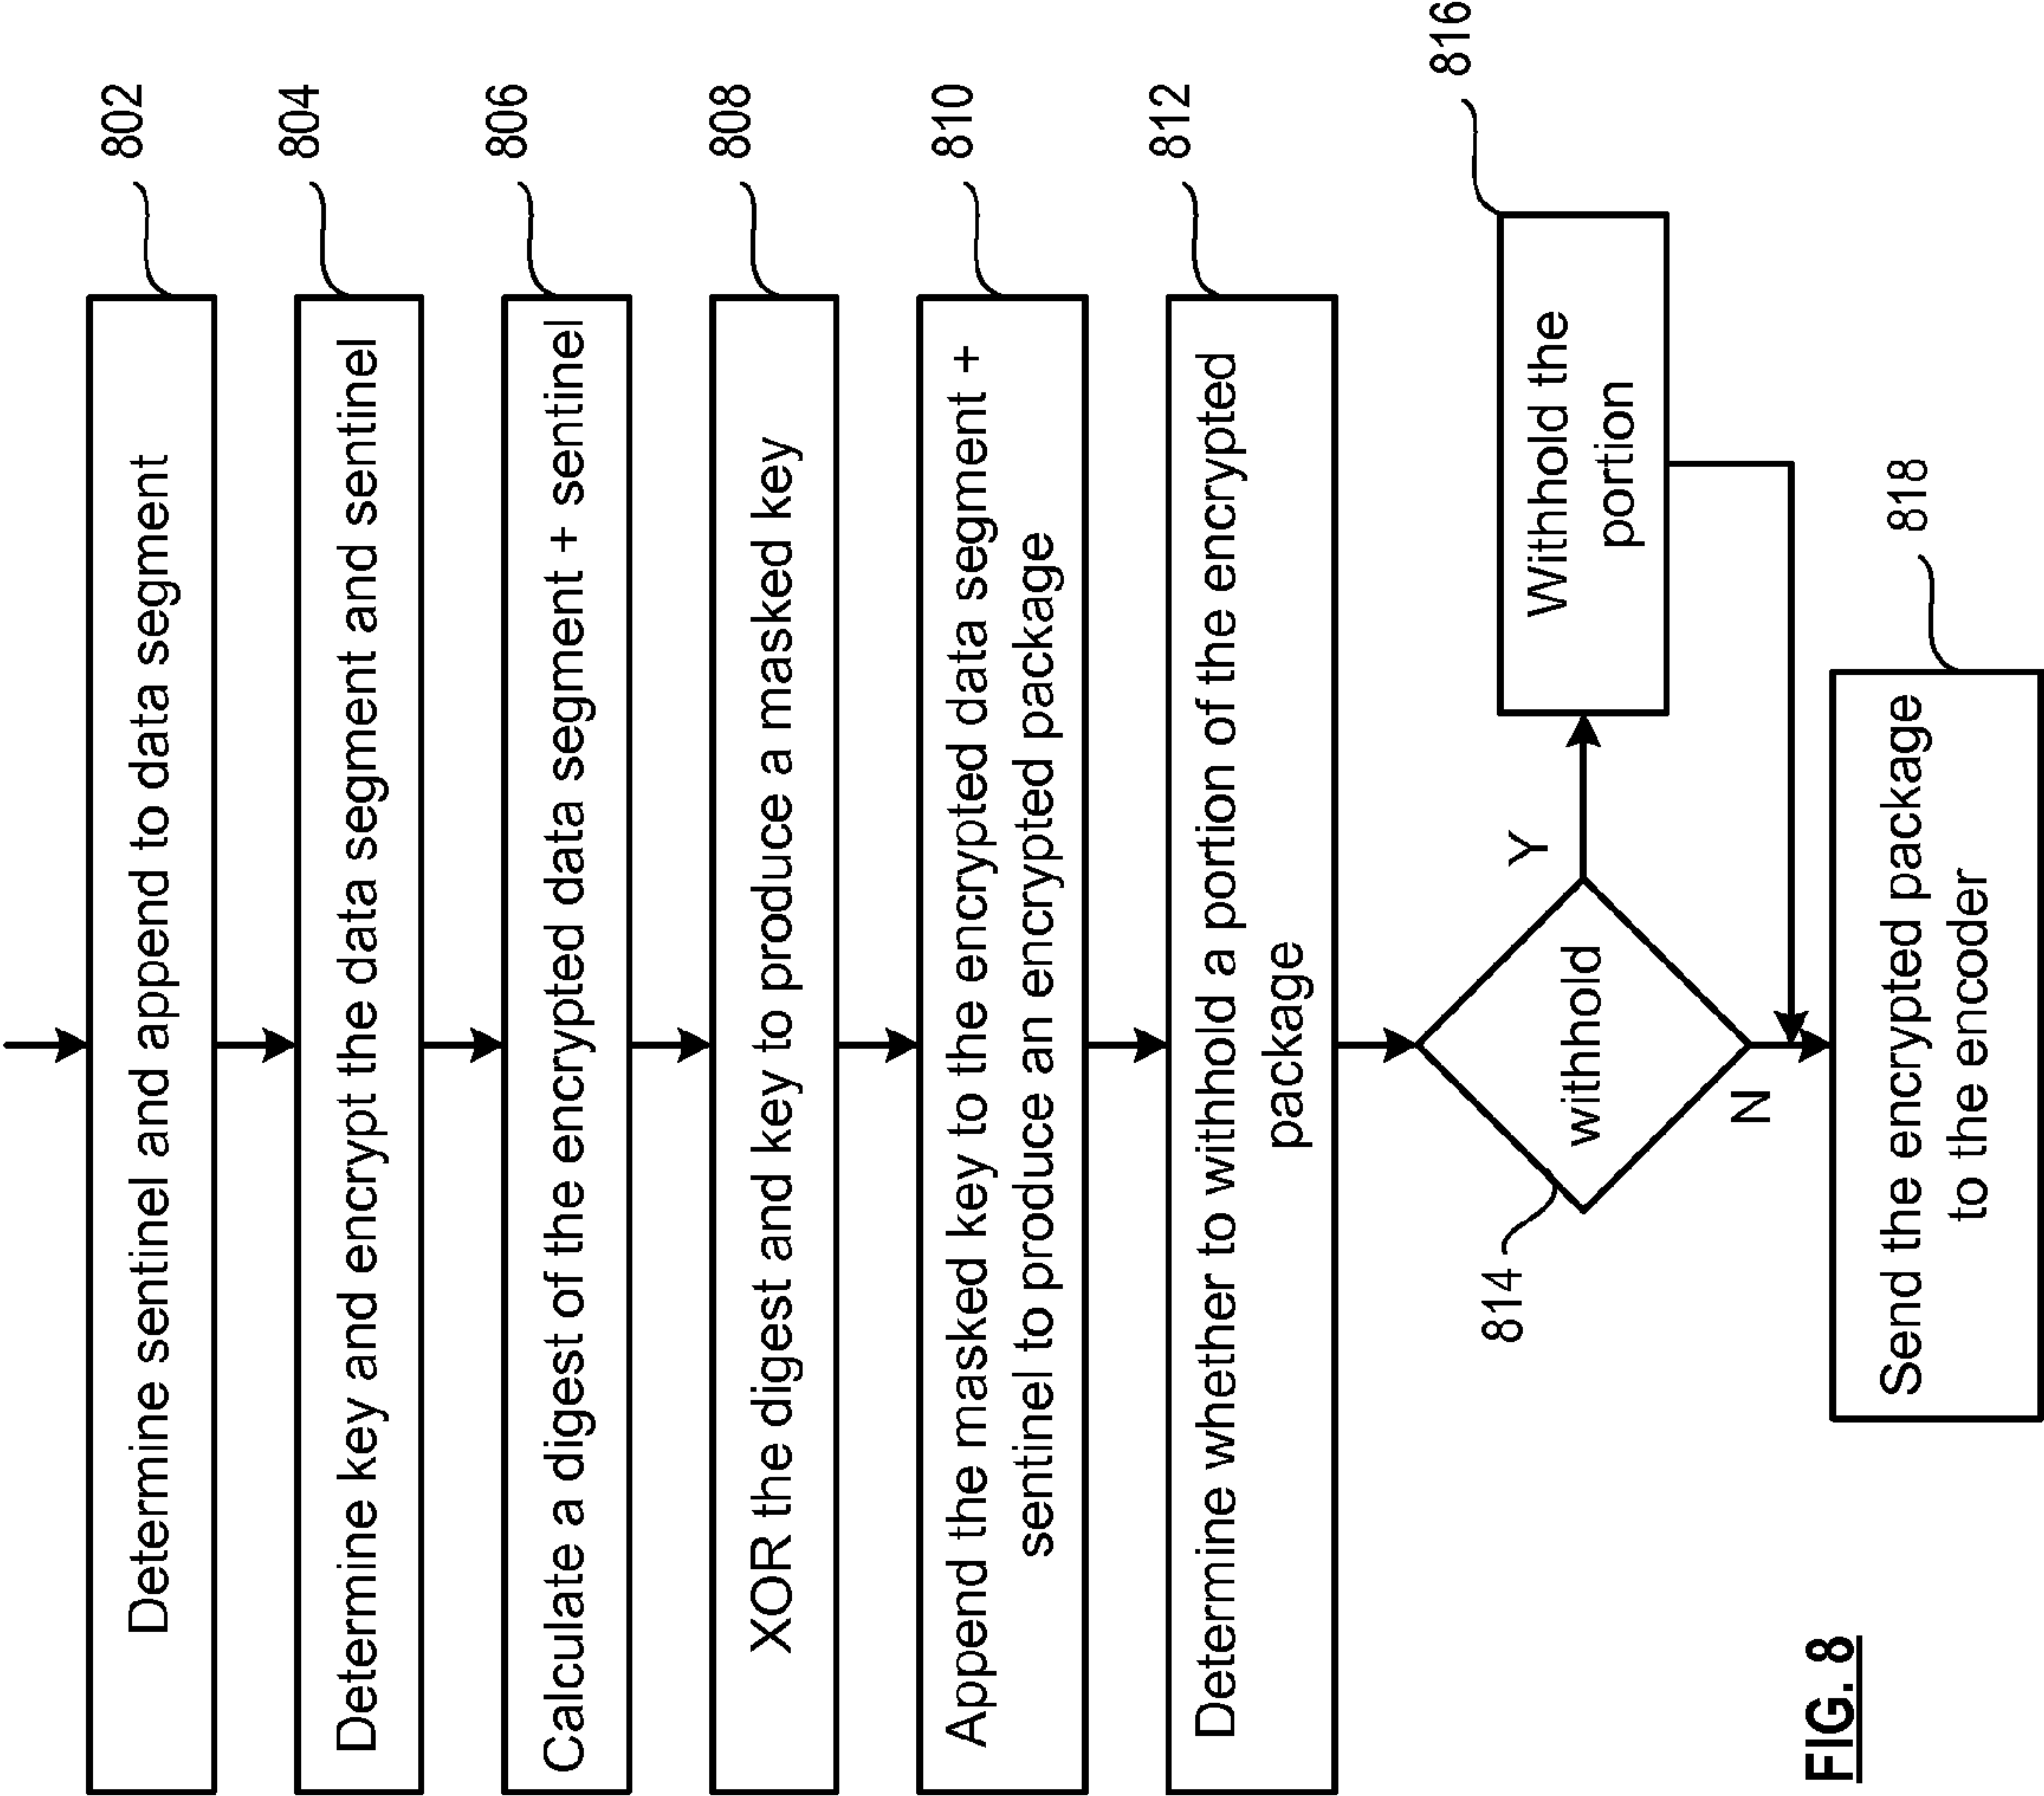 802
Determine sentinel and append to data segment
804
Determine key and encrypt the data segment and sentinel
806
Calculate a digest of the encrypted data segment + sentinel
808
XOR the digest and key to produce a masked key
810
Append the masked key to the encrypted data segment +
sentinel to produce an encrypted package
812
Determine whether to withhold a portion of the encrypted
package
814
withhold
Y
N
816
Withhold the
portion
818
Send the encrypted package
to the encoder
FIG. 8